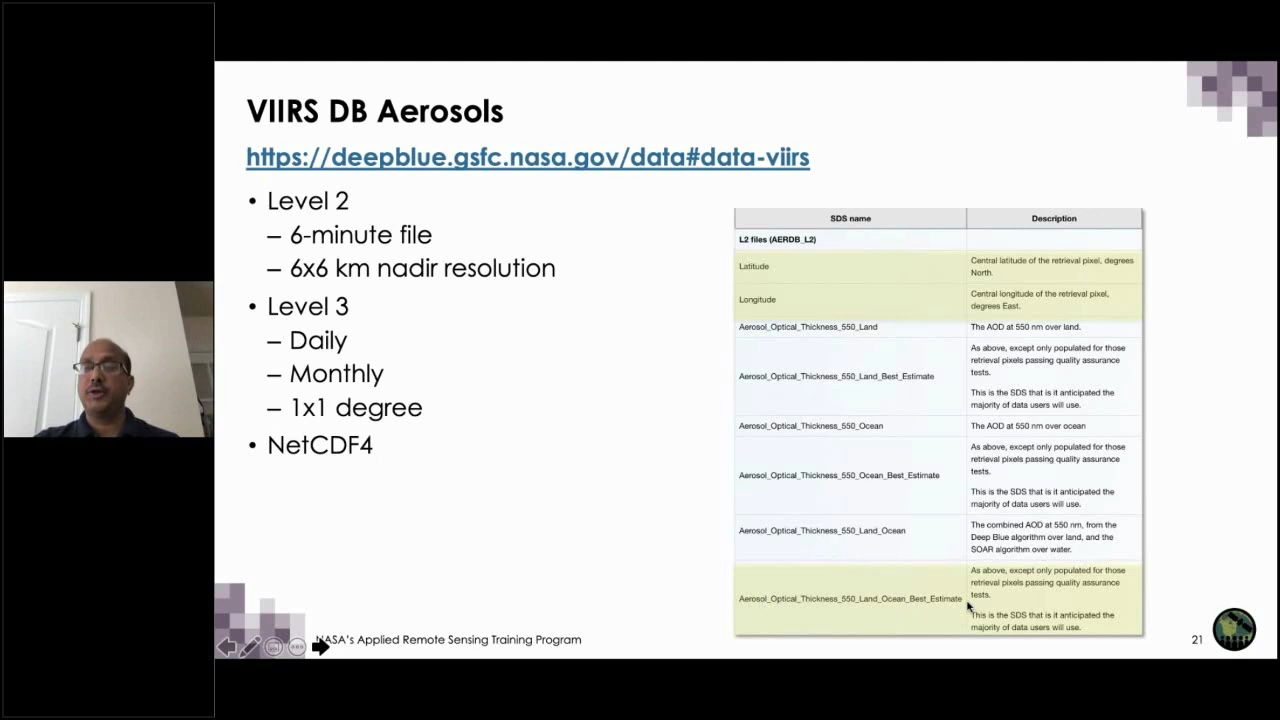 VIIRS DB Aerosols
https://deepblue.gsfc.nasa.gov/data#data-viirs
• Level 2
– 6-minute file
– 6x6 km nadir resolution
• Level 3
– Daily
– Monthly
– 1x1 degree
• NetCDF4
SDS name Description
L2 files (AERDB_L2)
Latitude
Central latitude of the retrieval pixel, degrees
North.
Longitude
Central longitude of the retrieval pixel,
degrees East.
Aerosol_Optical_Thickness_550_Land The AOD at 550 nm over land.
Aerosol_Optical_Thickness_550_Land_Best_Estimate
As above, except only populated for those
retrieval pixels passing quality assurance
tests.
This is the SDS that is it anticipated the
majority of data users will use.
Aerosol_Optical_Thickness_550_Ocean The AOD at 550 nm over ocean
Aerosol_Optical_Thickness_550_Ocean_Best_Estimate
As above, except only populated for those
retrieval pixels passing quality assurance
tests.
This is the SDS that is it anticipated the
majority of data users will use.
Aerosol_Optical_Thickness_550_Land_Ocean
The combined AOD at 550 nm, from the
Deep Blue algorithm over land, and the
SOAR algorithm over water.
Aerosol_Optical_Thickness_550_Land_Ocean_Best_Estimate
As above, except only populated for those
retrieval pixels passing quality assurance
tests.
This is the SDS that is it anticipated the
majority of data users will use.
NASA's Applied Remote Sensing Training Program
21